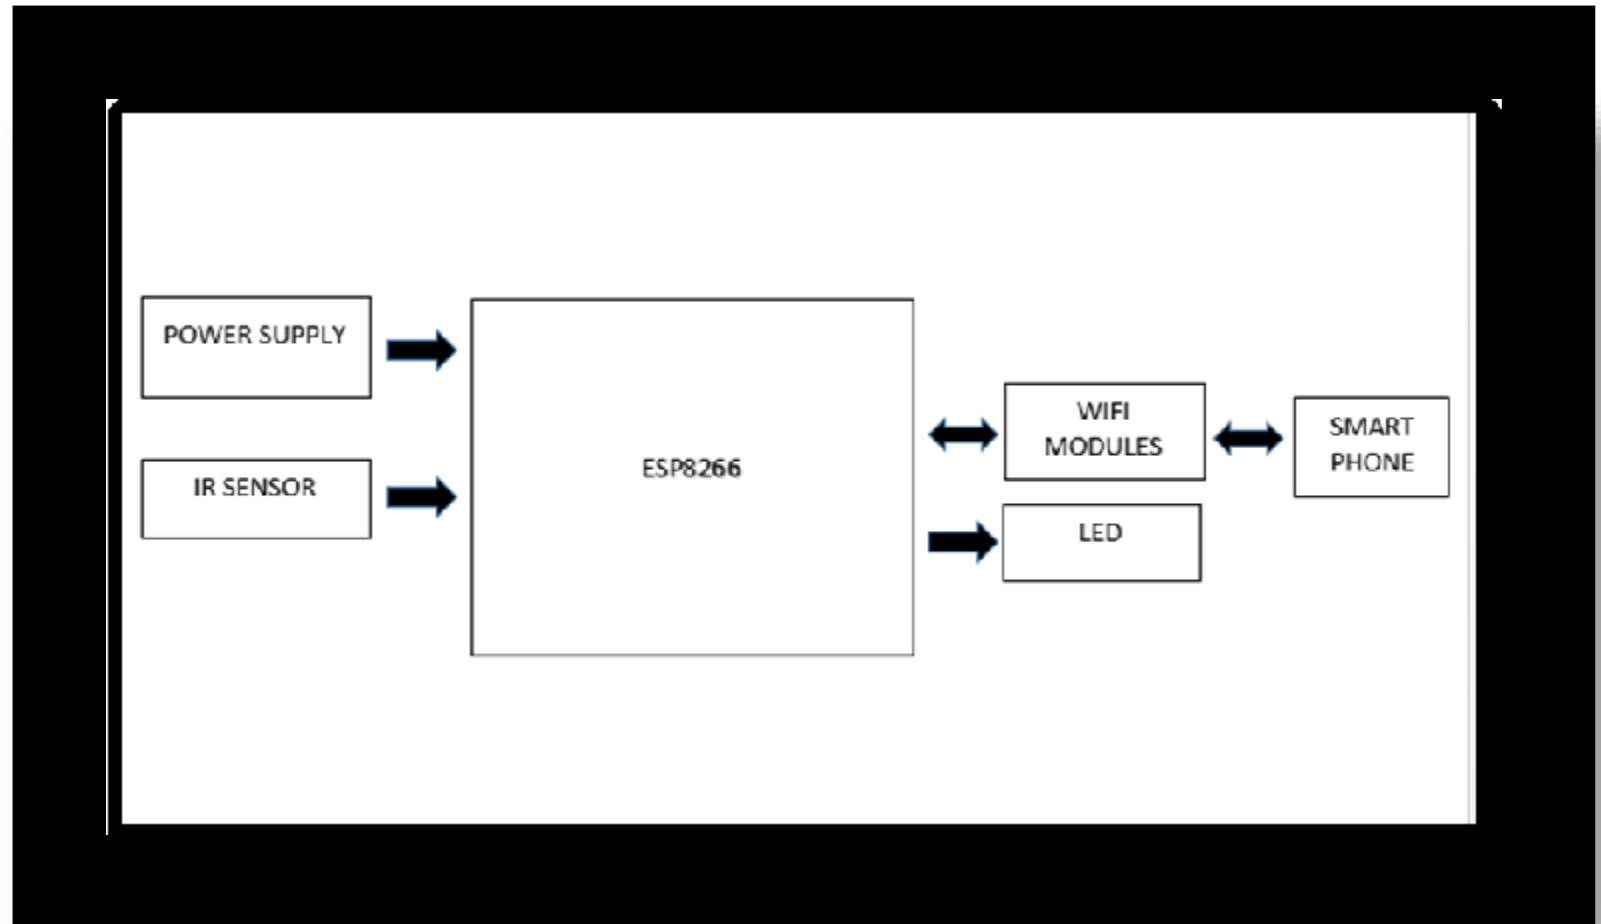 POWER SUPPLY
IR SENSOR
ESP8266
WIFI
MODULES
LED
SMART
PHONE